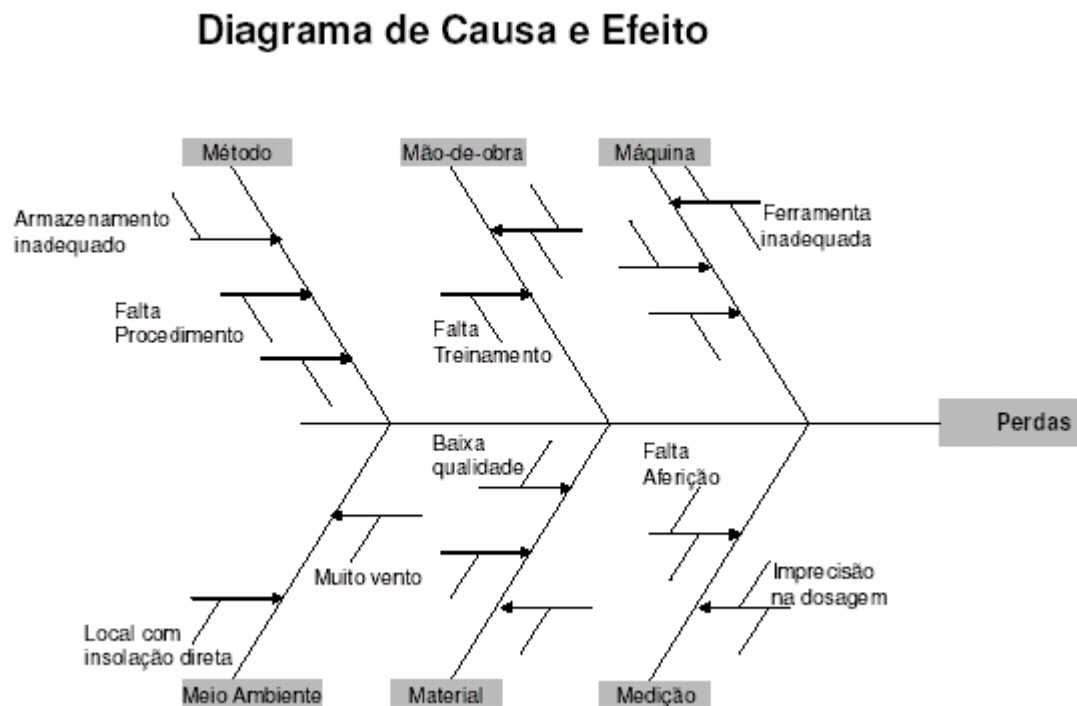 Diagrama de Causa e Efeito
Método
Mão-de-obra
Máquina
Armazenamento
inadequado
Ferramenta
inadequada
Falta
Procedimento
Falta
Treinamento
Perdas
Baixa
qualidade
Falta
Aferição
Muito vento
Imprecisão
na dosagem
Local com
insolação direta
Meio Ambiente
Material
Medição